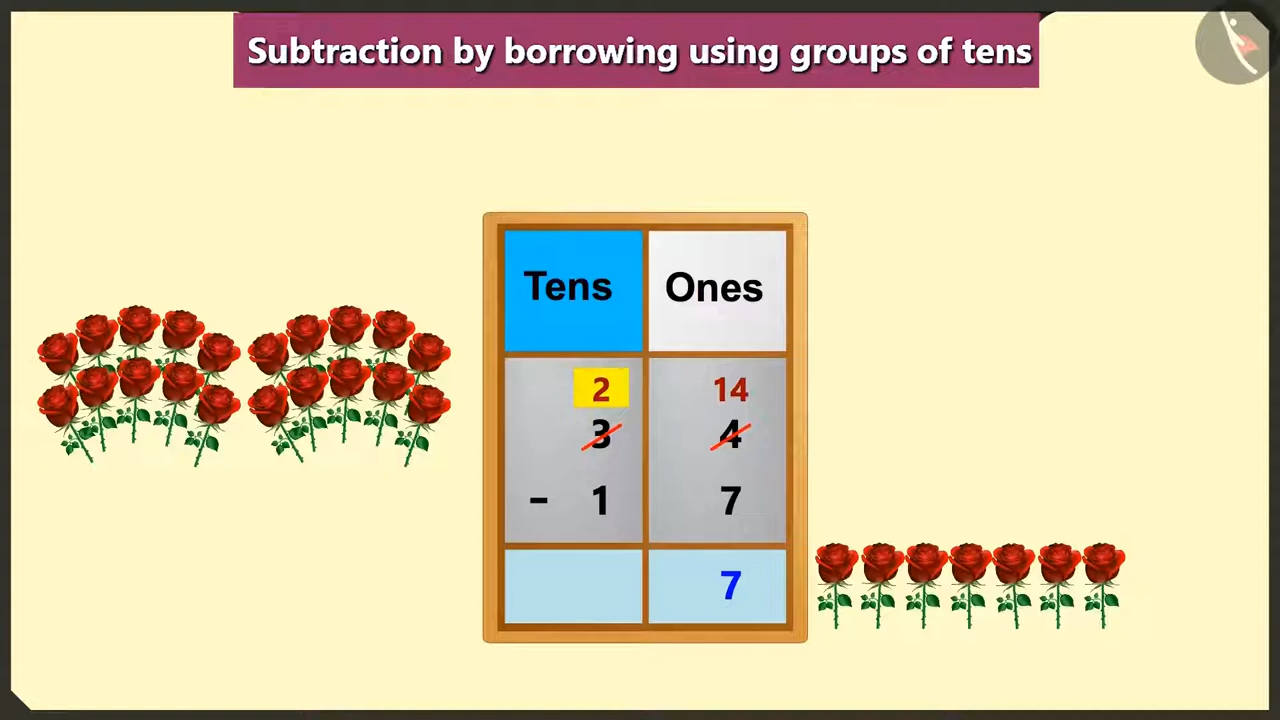 Subtraction by borrowing using groups of tens
Tens Ones
2 14
3 4
- 1 7
7